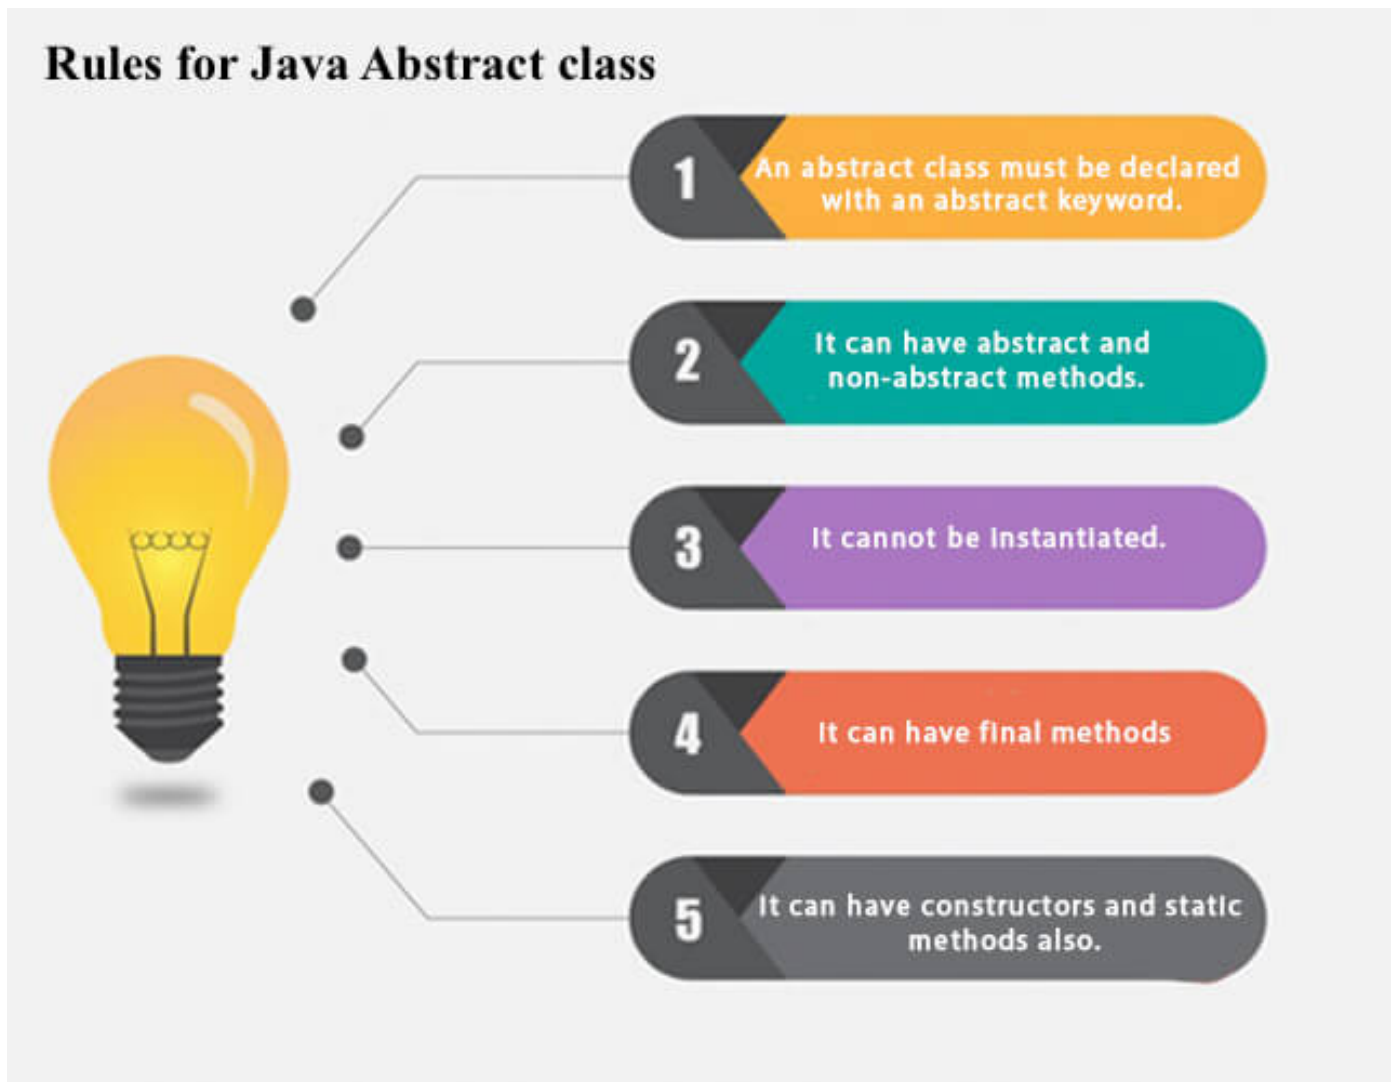 Rules for Java Abstract class
1
An abstract class must be declared
with an abstract keyword.
2
It can have abstract and
non-abstract methods.
3
It cannot be instantiated.
4
It can have final methods
5
It can have constructors and static
methods also.